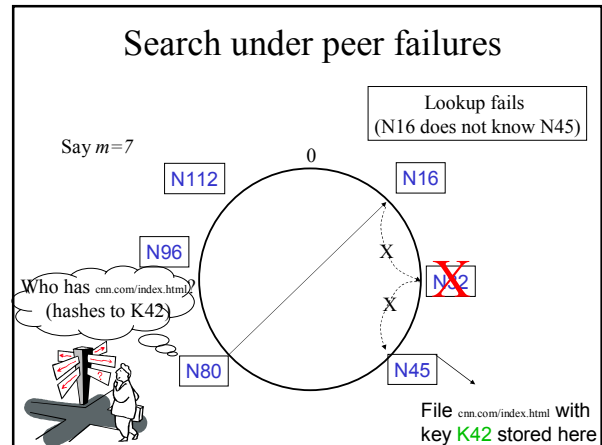 Search under peer failures
Lookup fails
(N16 does not know N45)
Say m=7
0
N112
N16
N96
X
N32
X
Who has cnn.com/index.html?
(hashes to K42)
X
N80
N45
File cnn.com/index.html with
key K42 stored here
?